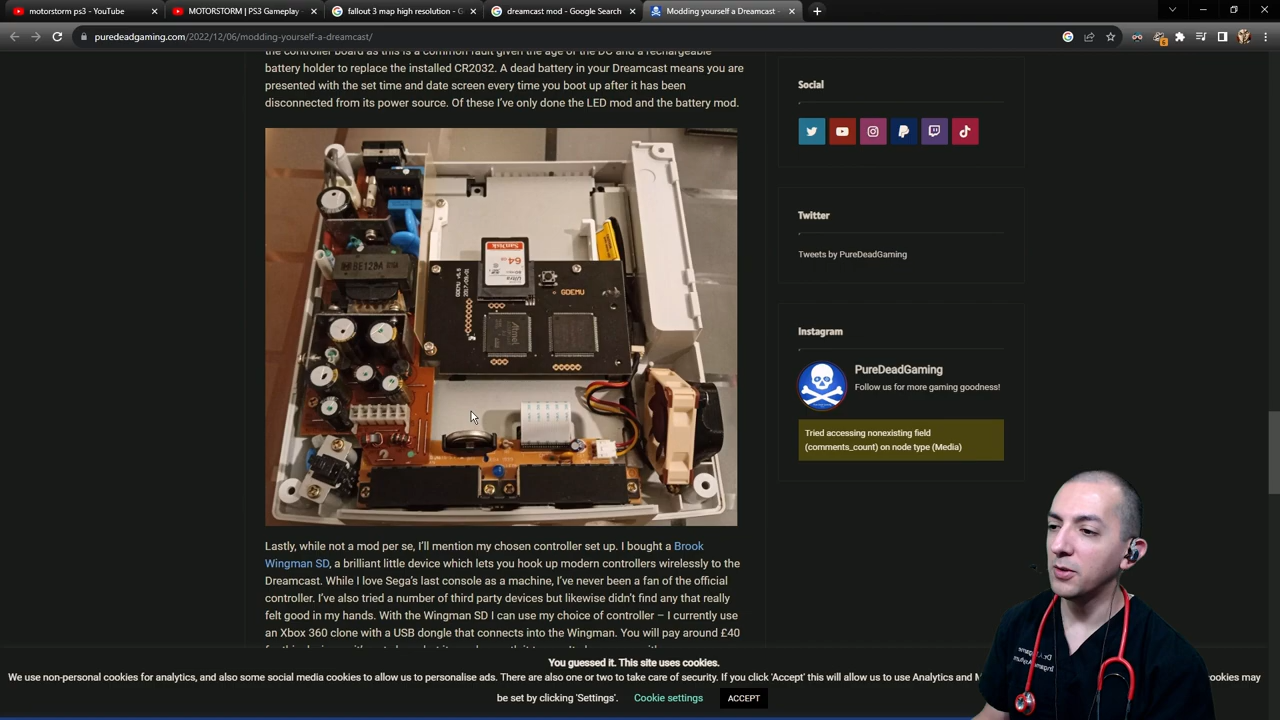 motorstorm ps3 - YouTube
MOTORSTORM | PS3 Gameplay -
fallout 3 map high resolution - G
dreamcast mod - Google Search
Modding yourself a Dreamcast -
puredeadgaming.com/2022/12/06/modding-yourself-a-dreamcast/
the controller board as this is a common fault given the age of the DC and a rechargeable
battery holder to replace the installed CR2032. A dead battery in your Dreamcast means you are
presented with the set time and date screen every time you boot up after it has been
disconnected from its power source. Of these I've only done the LED mod and the battery mod.
SanDisk
64
Ultra
GDEMU v5.5
GDEMU
Atmel
BE128A
Lastly, while not a mod per se, I'll mention my chosen controller set up. I bought a Brook
Wingman SD, a brilliant little device which lets you hook up modern controllers wirelessly to the
Dreamcast. While I love Sega's last console as a machine, I've never been a fan of the official
controller. I've also tried a number of third party devices but likewise didn't find any that really
felt good in my hands. With the Wingman SD I can use my choice of controller – I currently use
an Xbox 360 clone with a USB dongle that connects into the Wingman. You will pay around £40
Social
Twitter
Tweets by PureDeadGaming
Instagram
PureDeadGaming
Follow us for more gaming goodness!
Tried accessing nonexisting field
(comments_count) on node type (Media)
You guessed it. This site uses cookies.
We use non-personal cookies for analytics, and also some social media cookies to allow us to personalise ads. There are also one or two to take care of security. If you click 'Accept' this will allow us to use Analytics and M
ookies may
be set by clicking 'Settings'.
Cookie settings
ACCEPT